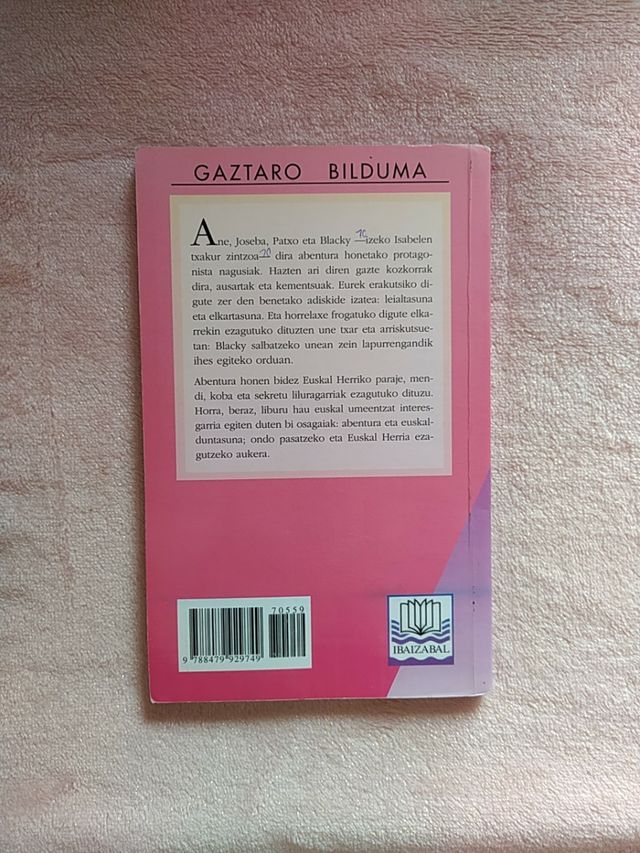 GAZTARO BILDUMA
Ane, Joseba, Patxo eta Blacky —izeko Isabelen
txakur zintzoa— dira abentura honetako protago-
nista nagusiak. Hazten ari diren gazte kozkorrak
dira, ausartak eta kementsuak. Eurek erakutsiko di-
gute zer den benetako adiskide izatea: leialtasuna
eta elkartasuna. Eta horrelaxe frogatuko digute elka-
rrekin ezagutuko dituzten une txar eta arriskutsue-
tan: Blacky salbatzeko unean zein lapurrengandik
ihes egiteko orduan.
Abentura honen bidez Euskal Herriko paraje, men-
di, koba eta sekretu liluragarriak ezagutuko dituzu.
Horra, beraz, liburu hau euskal umeentzat interes-
garria egiten duten bi osagaiak: abentura eta euskal-
duntasuna; ondo pasatzeko eta Euskal Herria eza-
gutzeko aukera.
70559
9 788479 929749
IBAIZABAL